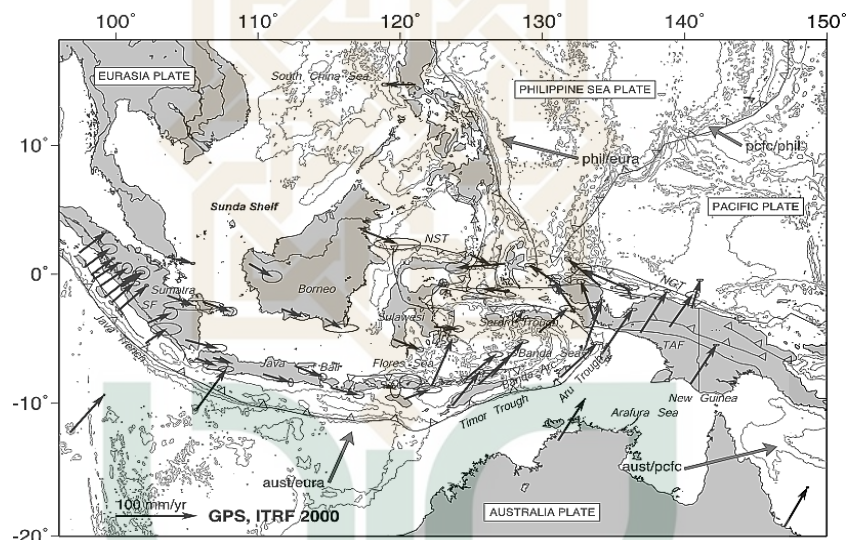 100° 110° 120° 130° 140° 150°
EURASIA PLATE
South China Sea
PHILIPPINE SEA PLATE
10°
phil/eura
pcfc/phil
Sunda Shelf
PACIFIC PLATE
NST
0°
Borneo
NGT
Sumatra
SF
Sulawesi
Seram Trough
Java Trench
TAF
Java
Bali
Flores Sea
Banda Sea
Banda
Aru Trough
New Guinea
-10°
Timor Trough
Arafura Sea
aust/eura
aust/pcfc
100 mm/yr
GPS, ITRF 2000
AUSTRALIA PLATE
-20°